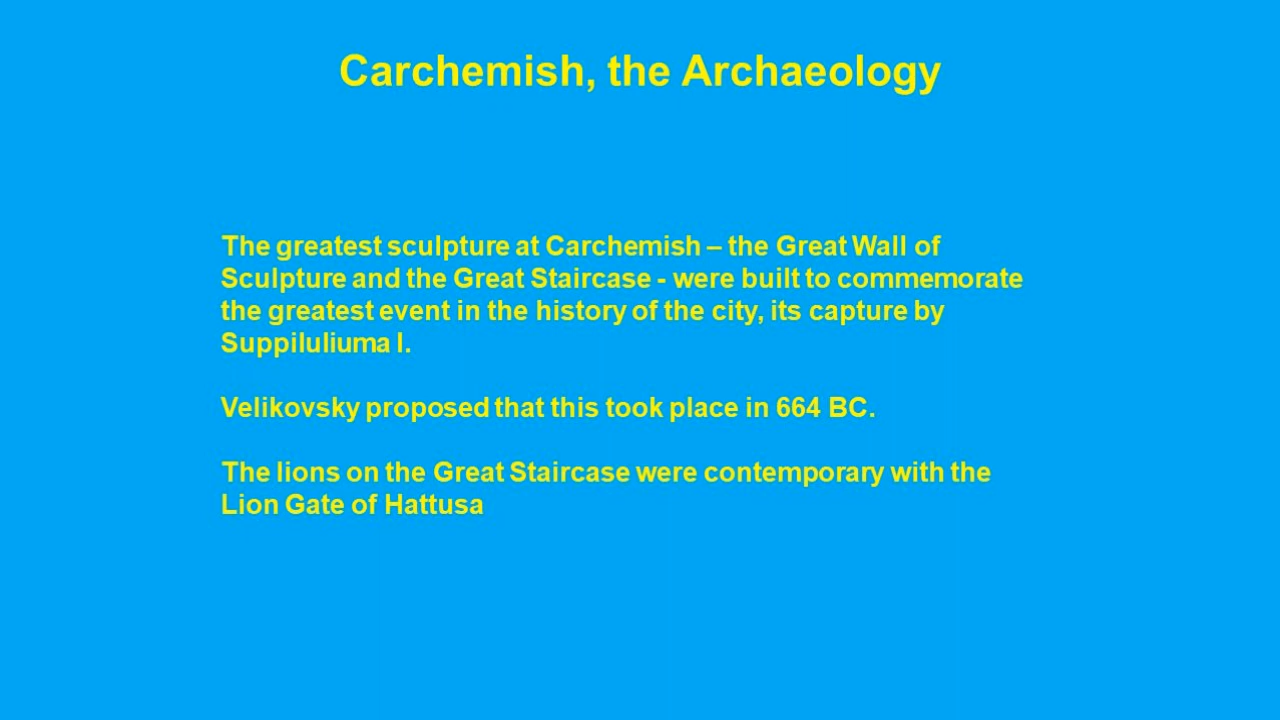 Carchemish, the Archaeology
The greatest sculpture at Carchemish – the Great Wall of
Sculpture and the Great Staircase - were built to commemorate
the greatest event in the history of the city, its capture by
Suppiluliuma I.
Velikovsky proposed that this took place in 664 BC.
The lions on the Great Staircase were contemporary with the
Lion Gate of Hattusa